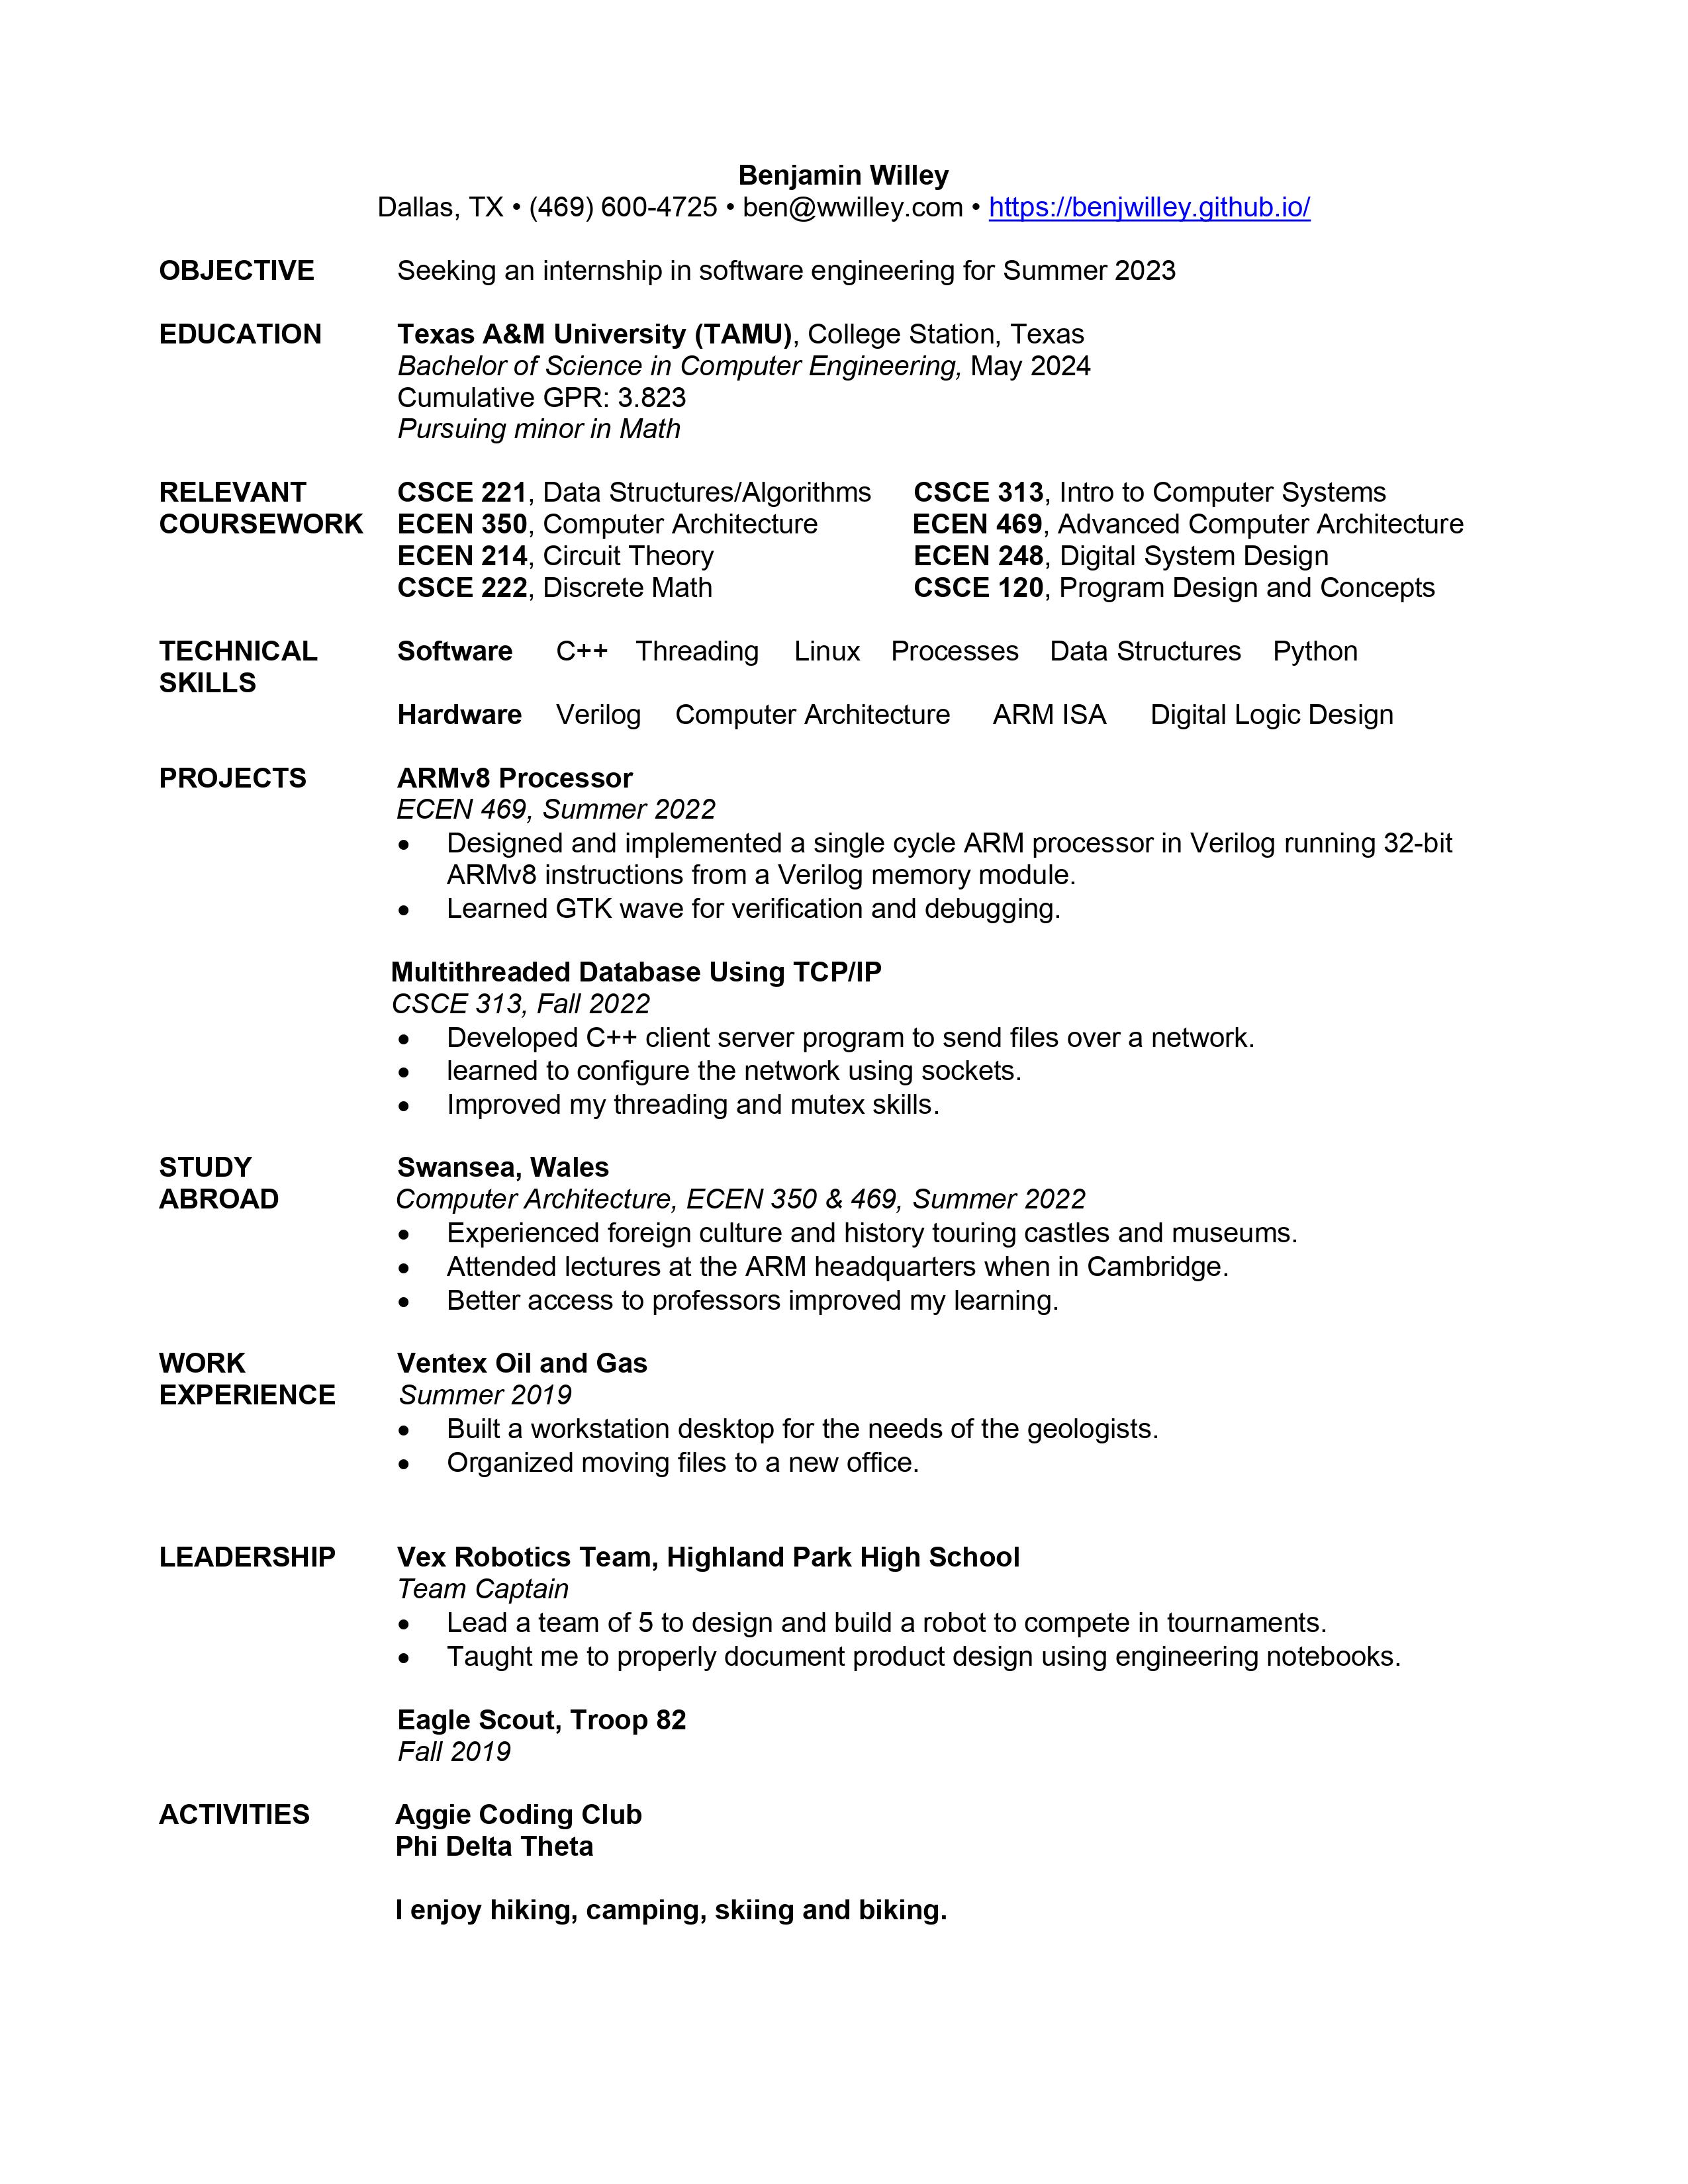 Benjamin Willey
Dallas, TX • (469) 600-4725 • ben@wwilley.com • https://benjwilley.github.io/
OBJECTIVE Seeking an internship in software engineering for Summer 2023
EDUCATION Texas A&M University (TAMU), College Station, Texas
Bachelor of Science in Computer Engineering, May 2024
Cumulative GPR: 3.823
Pursuing minor in Math
RELEVANT CSCE 221, Data Structures/Algorithms CSCE 313, Intro to Computer Systems
COURSEWORK ECEN 350, Computer Architecture ECEN 469, Advanced Computer Architecture
ECEN 214, Circuit Theory ECEN 248, Digital System Design
CSCE 222, Discrete Math CSCE 120, Program Design and Concepts
TECHNICAL Software C++ Threading Linux Processes Data Structures Python
SKILLS
Hardware Verilog Computer Architecture ARM ISA Digital Logic Design
PROJECTS ARMv8 Processor
ECEN 469, Summer 2022
• Designed and implemented a single cycle ARM processor in Verilog running 32-bit
ARMv8 instructions from a Verilog memory module.
• Learned GTK wave for verification and debugging.
Multithreaded Database Using TCP/IP
CSCE 313, Fall 2022
• Developed C++ client server program to send files over a network.
• learned to configure the network using sockets.
• Improved my threading and mutex skills.
STUDY Swansea, Wales
ABROAD Computer Architecture, ECEN 350 & 469, Summer 2022
• Experienced foreign culture and history touring castles and museums.
• Attended lectures at the ARM headquarters when in Cambridge.
• Better access to professors improved my learning.
WORK Ventex Oil and Gas
EXPERIENCE Summer 2019
• Built a workstation desktop for the needs of the geologists.
• Organized moving files to a new office.
LEADERSHIP Vex Robotics Team, Highland Park High School
Team Captain
• Lead a team of 5 to design and build a robot to compete in tournaments.
• Taught me to properly document product design using engineering notebooks.
Eagle Scout, Troop 82
Fall 2019
ACTIVITIES Aggie Coding Club
Phi Delta Theta
I enjoy hiking, camping, skiing and biking.